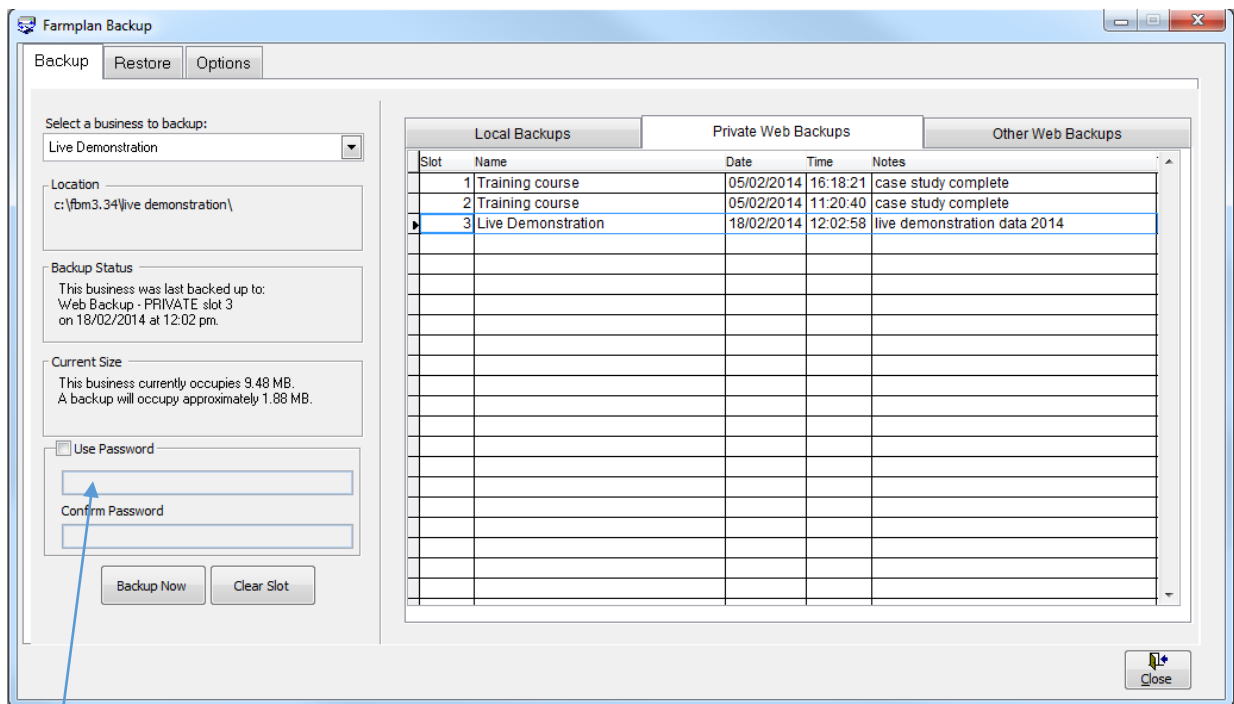 Farmplan Backup
Backup Restore Options
Select a business to backup:
Live Demonstration
Location
c:\fbm3.34\live demonstration\
Backup Status
This business was last backed up to:
Web Backup - PRIVATE slot 3
on 18/02/2014 at 12:02 pm.
Current Size
This business currently occupies 9.48 MB.
A backup will occupy approximately 1.88 MB.
Use Password
Confirm Password
Backup Now Clear Slot
Local Backups Private Web Backups Other Web Backups
Slot Name Date Time Notes
1 Training course 05/02/2014 16:18:21 case study complete
2 Training course 05/02/2014 11:20:40 case study complete
3 Live Demonstration 18/02/2014 12:02:58 live demonstration data 2014
Close